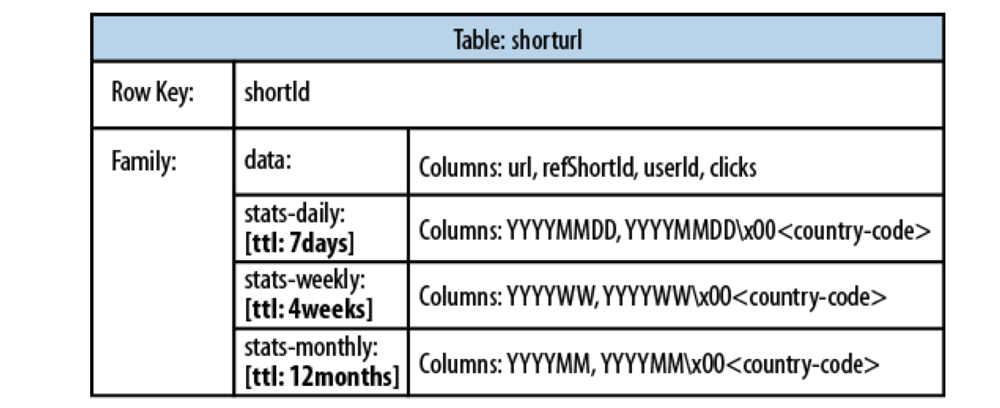 Table: shorturl
Row Key:
shortId
Family:
data:
Columns: url, refShortId, userId, clicks
stats-daily:
[ttl: 7days]
Columns: YYYYMMDD, YYYYMMDD\x00<country-code>
stats-weekly:
[ttl: 4weeks]
Columns: YYYYWW, YYYYWW\x00<country-code>
stats-monthly:
[ttl: 12months]
Columns: YYYYMM, YYYYMM\x00<country-code>